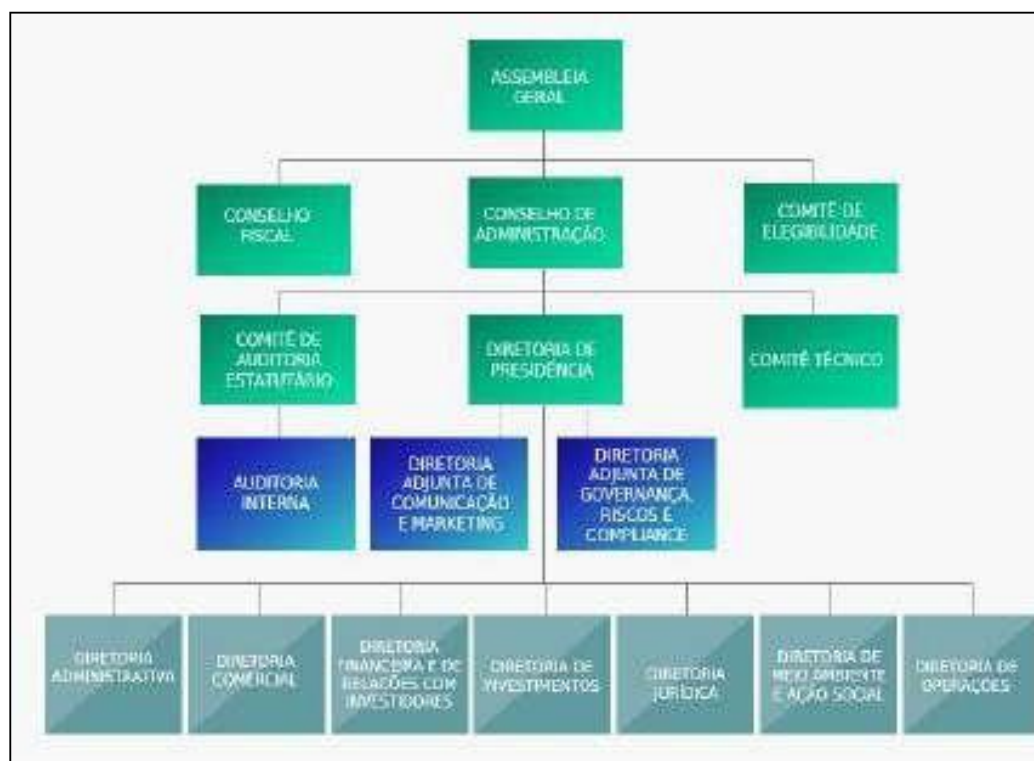 ASSEMBLEIA
GERAL
CONSELHO
FISCAL
CONSELHO DE
ADMINISTRAÇÃO
COMITÊ DE
ELEGIBILIDADE
COMITÊ DE
AUDITORIA
ESTATUTÁRIO
DIRETORIA DE
PRESIDÊNCIA
COMITÊ TÉCNICO
AUDITORIA
INTERNA
DIRETORIA
ADJUNTA DE
COMUNICAÇÃO
E MARKETING
DIRETORIA
ADJUNTA DE
GOVERNANÇA,
RISCOS E
COMPLIANCE
DIRETORIA
ADMINISTRATIVA
DIRETORIA
COMERCIAL
DIRETORIA
FINANCEIRA E DE
RELAÇÕES COM
INVESTIDORES
DIRETORIA DE
INVESTIMENTOS
DIRETORIA
JURÍDICA
DIRETORIA DE
MEIO AMBIENTE
E AÇÃO SOCIAL
DIRETORIA DE
OPERAÇÕES